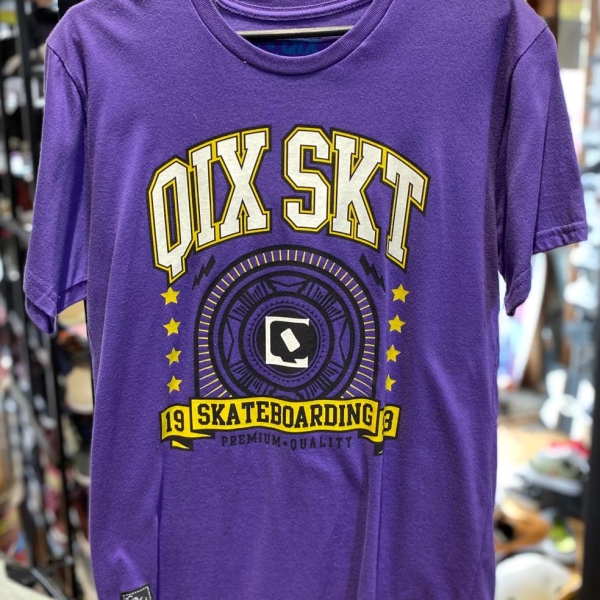 QIX SKT
19 SKATEBOARDING
PREMIUM QUALITY